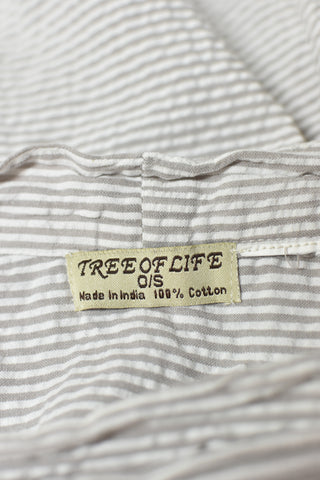 TREE OF LIFE
O/S
Made in India 100% Cotton